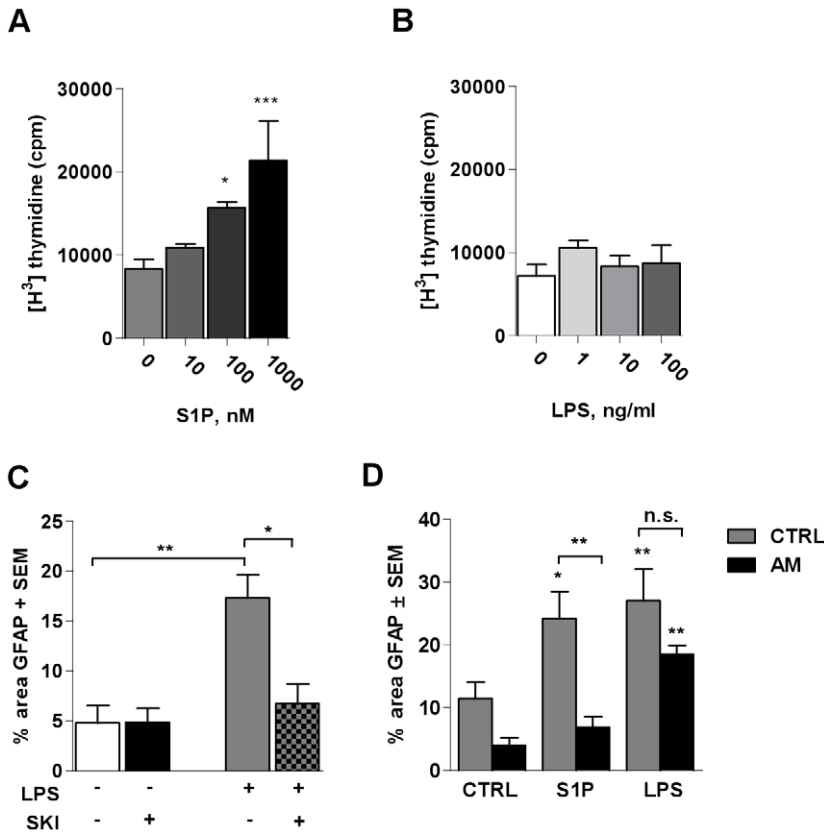 A
30000
20000
10000
0
[H³] thymidine (cpm)
*
***
0 10 100 1000
S1P, nM
B
30000
20000
10000
0
[H³] thymidine (cpm)
0 1 10 100
LPS, ng/ml
C
25
20
15
10
5
0
% area GFAP + SEM
**
*
LPS - - + +
SKI - + - +
D
40
30
20
10
0
% area GFAP ± SEM
*
**
**
n.s.
**
CTRL S1P LPS
CTRL
AM